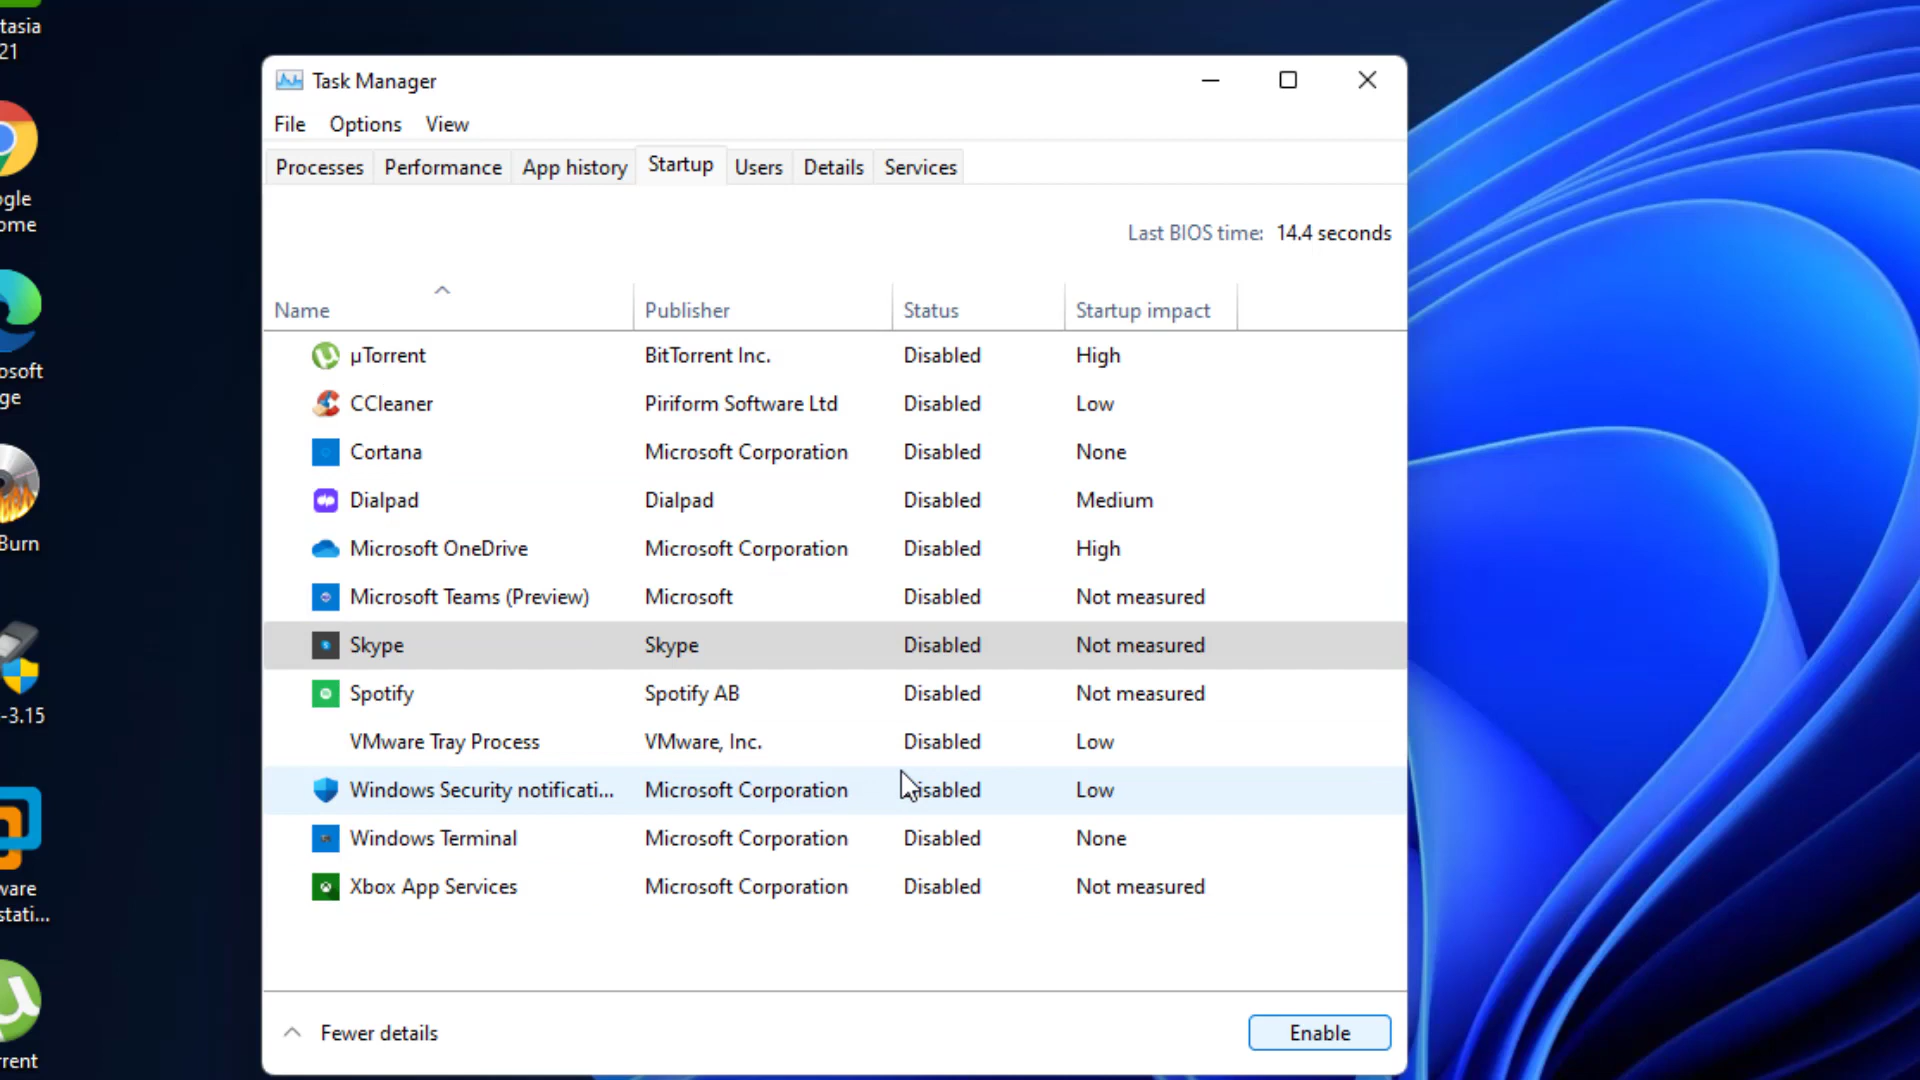 tasia
21
ogle
ome
osoft
ge
Burn
-3.15
ware
stati...
rrent
Task Manager
File Options View
Processes Performance App history Startup Users Details Services
Last BIOS time: 14.4 seconds
Name Publisher Status Startup impact
µTorrent BitTorrent Inc. Disabled High
CCleaner Piriform Software Ltd Disabled Low
Cortana Microsoft Corporation Disabled None
Dialpad Dialpad Disabled Medium
Microsoft OneDrive Microsoft Corporation Disabled High
Microsoft Teams (Preview) Microsoft Disabled Not measured
Skype Skype Disabled Not measured
Spotify Spotify AB Disabled Not measured
VMware Tray Process VMware, Inc. Disabled Low
Windows Security notificati... Microsoft Corporation Disabled Low
Windows Terminal Microsoft Corporation Disabled None
Xbox App Services Microsoft Corporation Disabled Not measured
Fewer details Enable